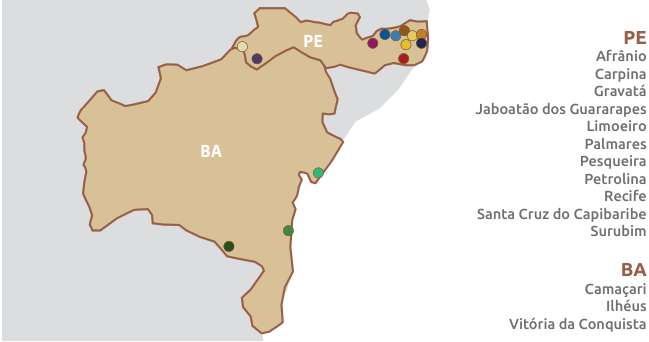 PE
BA
PE
Afrânio
Carpina
Gravatá
Jaboatão dos Guararapes
Limoeiro
Palmares
Pesqueira
Petrolina
Recife
Santa Cruz do Capibaribe
Surubim
BA
Camaçari
Ilhéus
Vitória da Conquista